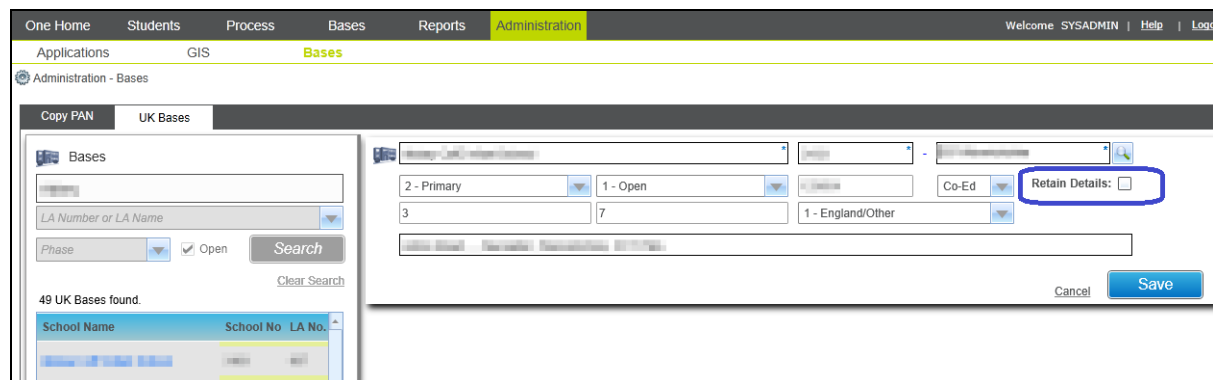 One Home Students Process Bases Reports Administration Welcome SYSADMIN | Help |
Applications GIS Bases
Administration - Bases
Copy PAN UK Bases
Bases
* * - *
2 - Primary 1 - Open Co-Ed Retain Details:
LA Number or LA Name 3 7 1 - England/Other
Phase Open Search
Clear Search
Cancel Save
49 UK Bases found.
School Name School No LA No.